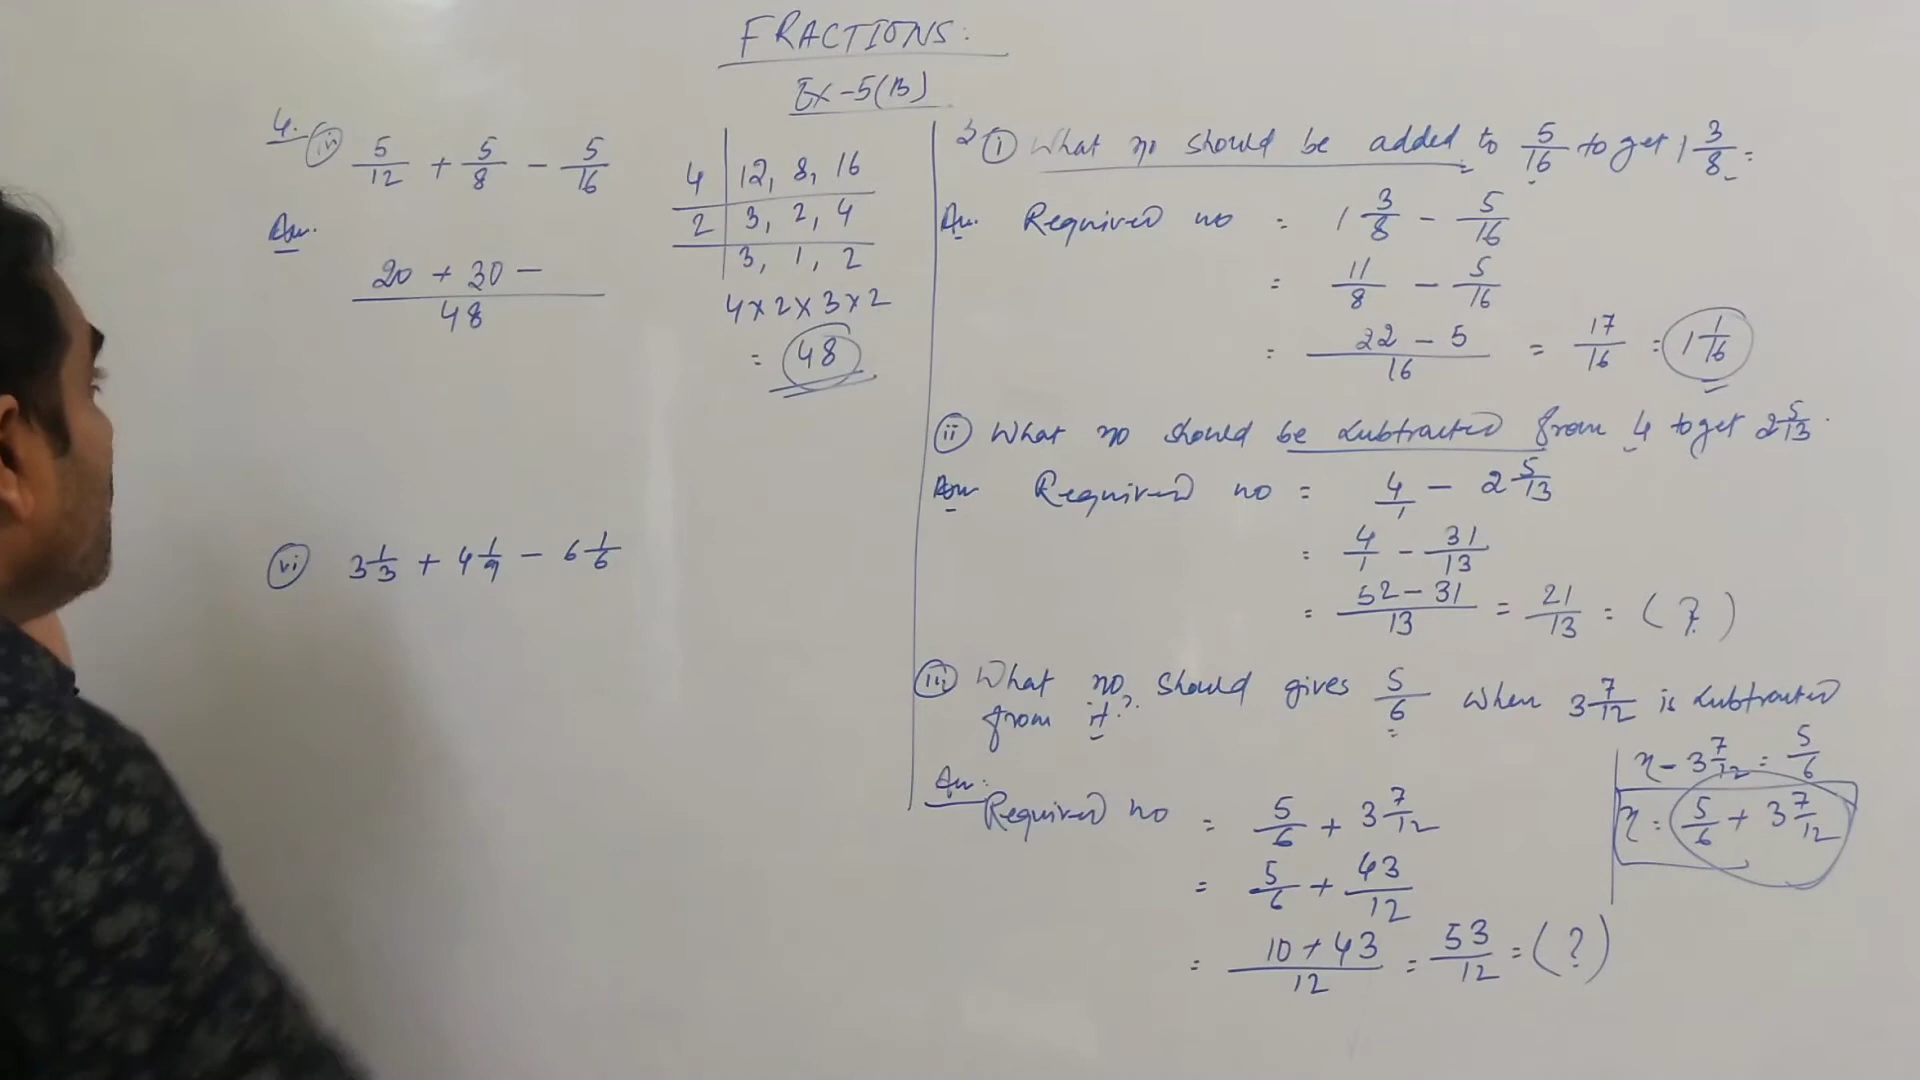 FRACTIONS:
Ex-5(B)
4. (iv) 5/12 + 5/8 - 5/16
Ans.
20 + 30 - / 48
4 | 12, 8, 16
2 | 3, 2, 4
3, 1, 2
4 x 2 x 3 x 2
= 48
(vi) 3 1/3 + 4 1/9 - 6 1/6
3 (i) What no should be added to 5/16 to get 1 3/8 =
An. Required no = 1 3/8 - 5/16
= 11/8 - 5/16
= 22 - 5 / 16 = 17/16 = 1 1/16
(ii) What no should be subtracted from 4 to get 2 5/13.
Ans Required no = 4/1 - 2 5/13
= 4/1 - 31/13
= 52 - 31 / 13 = 21/13 = (?)
(iii) What no. should gives 5/6 when 3 7/12 is subtracted
from it?
An:
Required no = 5/6 + 3 7/12
= 5/6 + 43/12
= 10 + 43 / 12 = 53/12 = (?)
x - 3 7/12 = 5/6
x = 5/6 + 3 7/12